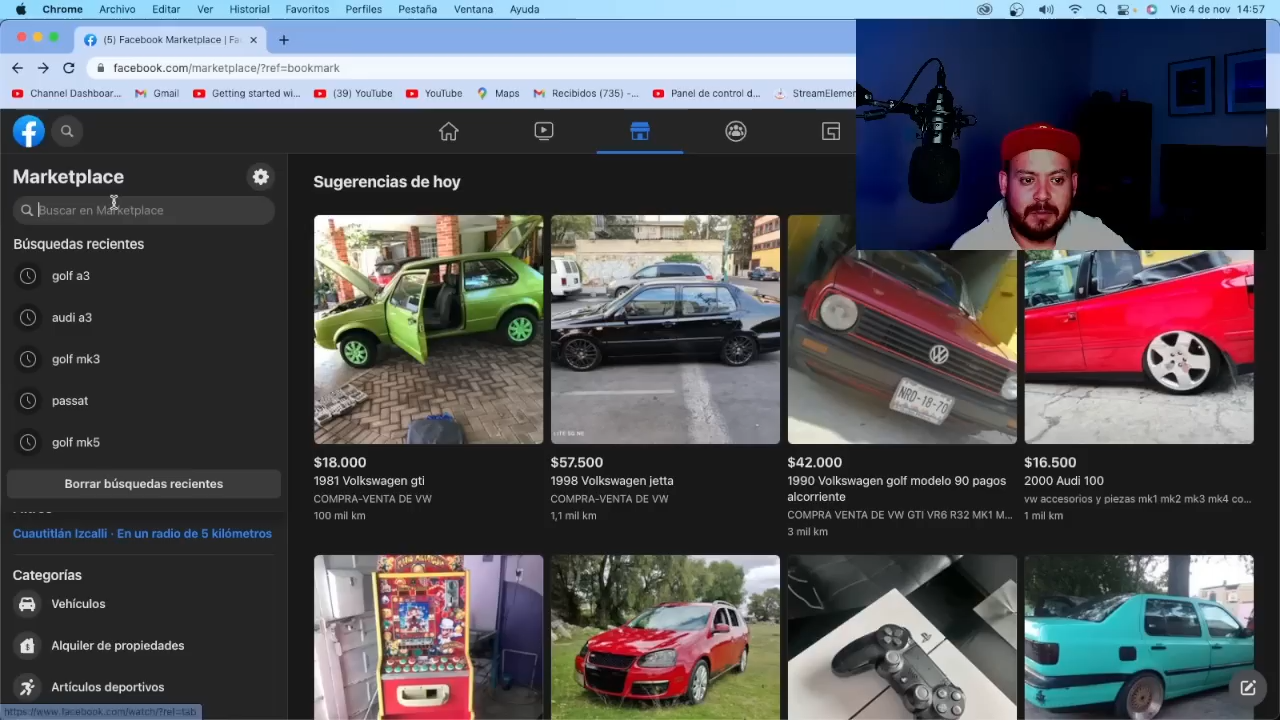 Chrome Archivo Editar Ver Historial Favoritos Perfiles Pestaña Ventana Ayuda Vie 4 de nov 14:57
(5) Facebook Marketplace | Fa
facebook.com/marketplace/?ref=bookmark
Channel Dashboar... Gmail Getting started wi... (39) YouTube YouTube Maps Recibidos (735) -... Panel de control d... StreamElemen
Marketplace
Buscar en Marketplace
Búsquedas recientes
golf a3
audi a3
golf mk3
passat
golf mk5
Borrar búsquedas recientes
Filtros
Cuautitlán Izcalli · En un radio de 5 kilómetros
Categorías
Vehículos
Alquiler de propiedades
Artículos deportivos
https://www.facebook.com/watch/?ref=tab
Sugerencias de hoy
LITE DU NE
NRD-18-70
$18.000
1981 Volkswagen gti
COMPRA-VENTA DE VW
100 mil km
$57.500
1998 Volkswagen jetta
COMPRA-VENTA DE VW
1,1 mil km
$42.000
1990 Volkswagen golf modelo 90 pagos
alcorriente
COMPRA VENTA DE VW GTI VR6 R32 MK1 M...
3 mil km
$16.500
2000 Audi 100
vw accesorios y piezas mk1 mk2 mk3 mk4 co...
1 mil km